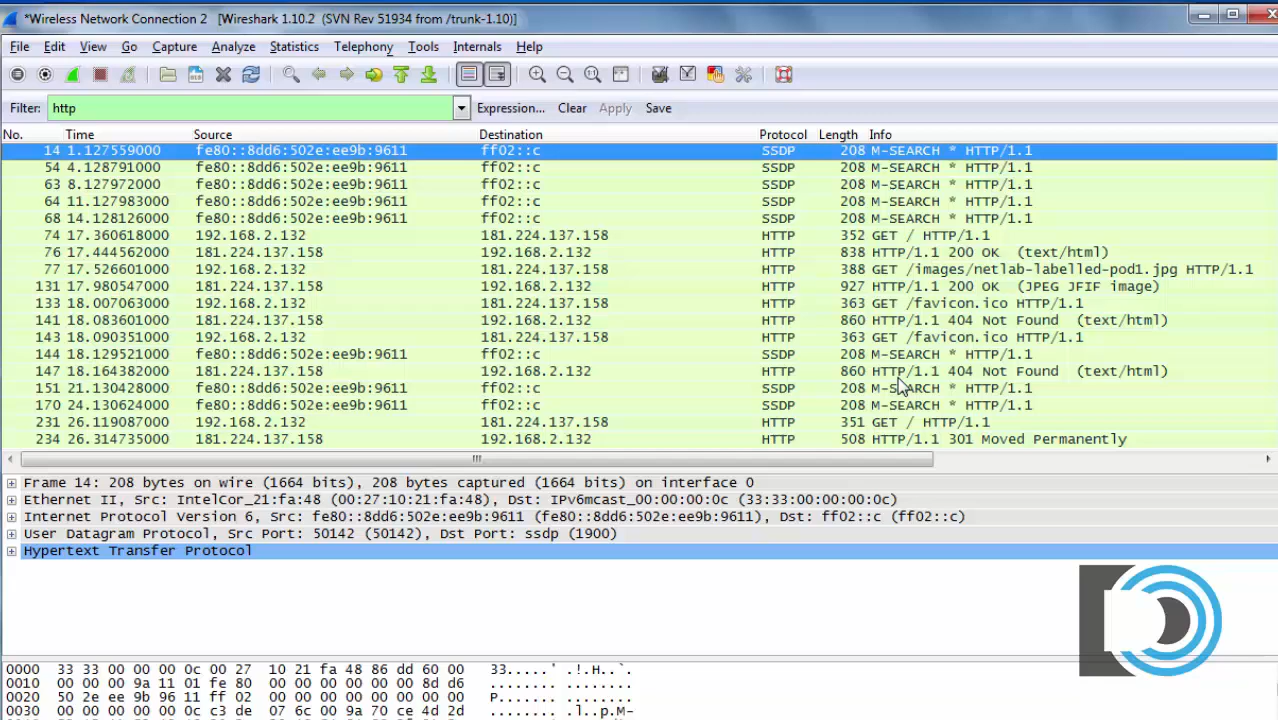 *Wireless Network Connection 2 [Wireshark 1.10.2 (SVN Rev 51934 from /trunk-1.10)]
File Edit View Go Capture Analyze Statistics Telephony Tools Internals Help
Filter: http Expression... Clear Apply Save
No. Time Source Destination Protocol Length Info
14 1.127559000 fe80::8dd6:502e:ee9b:9611 ff02::c SSDP 208 M-SEARCH * HTTP/1.1
54 4.128791000 fe80::8dd6:502e:ee9b:9611 ff02::c SSDP 208 M-SEARCH * HTTP/1.1
63 8.127972000 fe80::8dd6:502e:ee9b:9611 ff02::c SSDP 208 M-SEARCH * HTTP/1.1
64 11.127983000 fe80::8dd6:502e:ee9b:9611 ff02::c SSDP 208 M-SEARCH * HTTP/1.1
68 14.128126000 fe80::8dd6:502e:ee9b:9611 ff02::c SSDP 208 M-SEARCH * HTTP/1.1
74 17.360618000 192.168.2.132 181.224.137.158 HTTP 352 GET / HTTP/1.1
76 17.444562000 181.224.137.158 192.168.2.132 HTTP 838 HTTP/1.1 200 OK (text/html)
77 17.526601000 192.168.2.132 181.224.137.158 HTTP 388 GET /images/netlab-labelled-pod1.jpg HTTP/1.1
131 17.980547000 181.224.137.158 192.168.2.132 HTTP 927 HTTP/1.1 200 OK (JPEG JFIF image)
133 18.007063000 192.168.2.132 181.224.137.158 HTTP 363 GET /favicon.ico HTTP/1.1
141 18.083601000 181.224.137.158 192.168.2.132 HTTP 860 HTTP/1.1 404 Not Found (text/html)
143 18.090351000 192.168.2.132 181.224.137.158 HTTP 363 GET /favicon.ico HTTP/1.1
144 18.129521000 fe80::8dd6:502e:ee9b:9611 ff02::c SSDP 208 M-SEARCH * HTTP/1.1
147 18.164382000 181.224.137.158 192.168.2.132 HTTP 860 HTTP/1.1 404 Not Found (text/html)
151 21.130428000 fe80::8dd6:502e:ee9b:9611 ff02::c SSDP 208 M-SEARCH * HTTP/1.1
170 24.130624000 fe80::8dd6:502e:ee9b:9611 ff02::c SSDP 208 M-SEARCH * HTTP/1.1
231 26.119087000 192.168.2.132 181.224.137.158 HTTP 351 GET / HTTP/1.1
234 26.314735000 181.224.137.158 192.168.2.132 HTTP 508 HTTP/1.1 301 Moved Permanently
Frame 14: 208 bytes on wire (1664 bits), 208 bytes captured (1664 bits) on interface 0
Ethernet II, Src: IntelCor_21:fa:48 (00:27:10:21:fa:48), Dst: IPv6mcast_00:00:00:0c (33:33:00:00:00:0c)
Internet Protocol Version 6, Src: fe80::8dd6:502e:ee9b:9611 (fe80::8dd6:502e:ee9b:9611), Dst: ff02::c (ff02::c)
User Datagram Protocol, Src Port: 50142 (50142), Dst Port: ssdp (1900)
Hypertext Transfer Protocol
0000 33 33 00 00 00 0c 00 27 10 21 fa 48 86 dd 60 00 33.....' .!.H..`.
0010 00 00 00 9a 11 01 fe 80 00 00 00 00 00 00 8d d6 ........ ........
0020 50 2e ee 9b 96 11 ff 02 00 00 00 00 00 00 00 00 P....... ........
0030 00 00 00 00 00 0c c3 de 07 6c 00 9a 70 ce 4d 2d ........ .l..p.M-